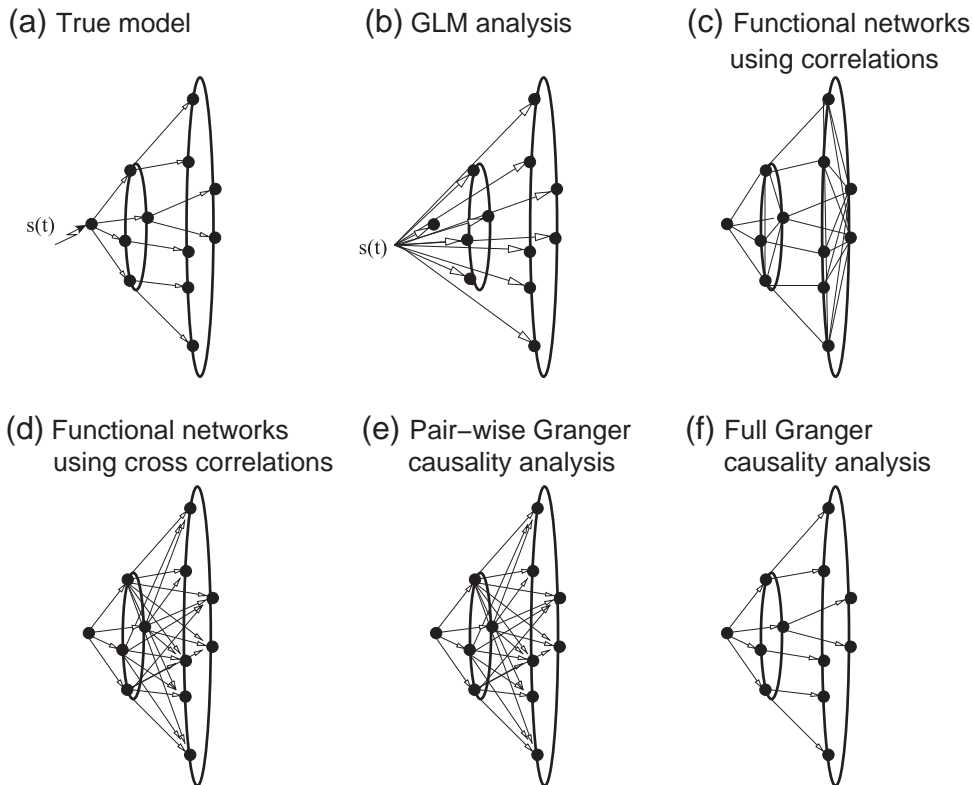 (a) True model
s(t)
(b) GLM analysis
s(t)
(c) Functional networks
using correlations
(d) Functional networks
using cross correlations
(e) Pair−wise Granger
causality analysis
(f) Full Granger
causality analysis